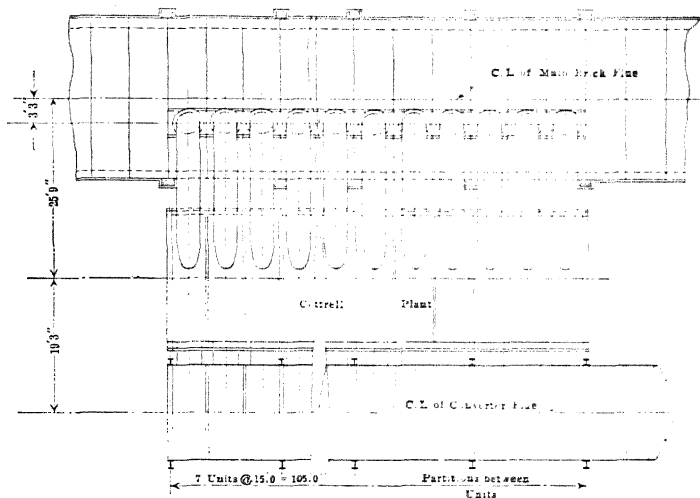 C.L. of Main Brick Flue
3'3"
25'9"
Cottrell Plant
19'3"
C.L. of Converter Flue
7 Units @ 15.0 = 105.0 Partitions between
Units